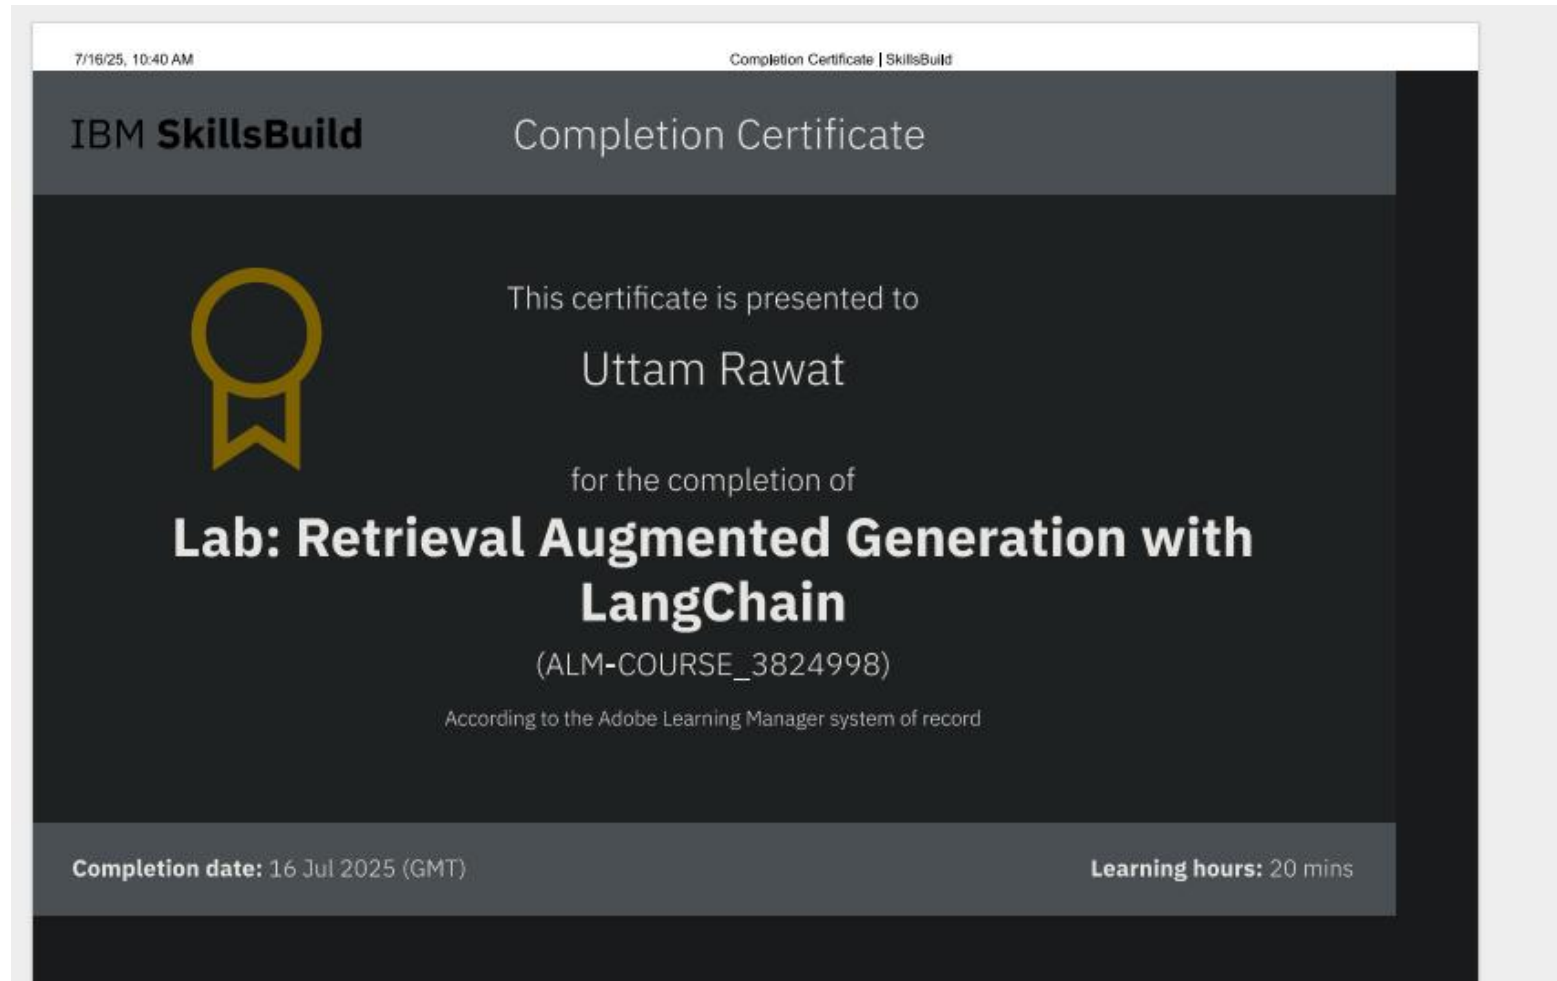 7/16/25, 10:40 AM
Completion Certificate | SkillsBuild
IBM SkillsBuild
Completion Certificate
This certificate is presented to
Uttam Rawat
for the completion of
Lab: Retrieval Augmented Generation with
LangChain
(ALM-COURSE_3824998)
According to the Adobe Learning Manager system of record
Completion date: 16 Jul 2025 (GMT)
Learning hours: 20 mins